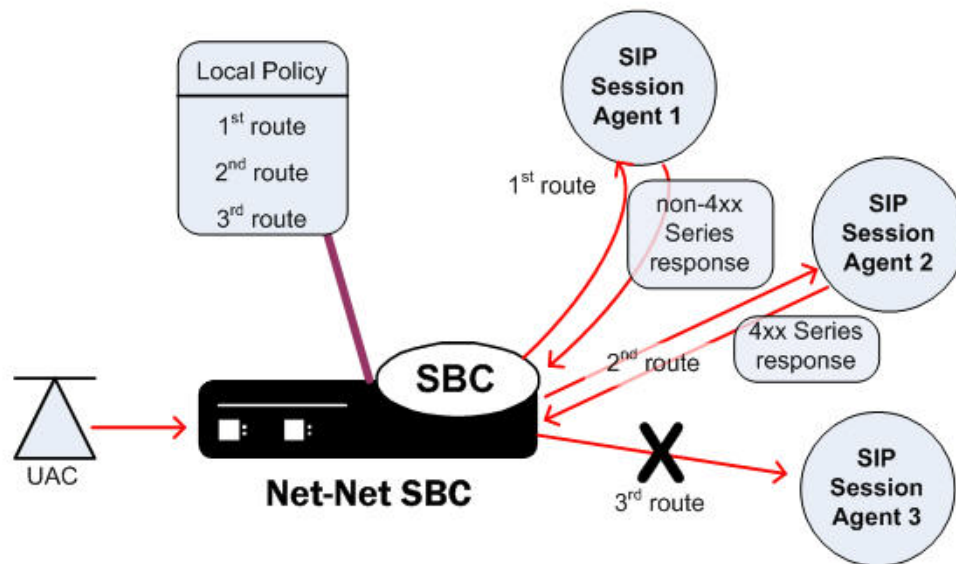 Local Policy
1st route
2nd route
3rd route
SIP
Session
Agent 1
1st route
non-4xx
Series
response
SIP
Session
Agent 2
4xx Series
response
2nd route
SBC
UAC
Net-Net SBC
X
3rd route
SIP
Session
Agent 3